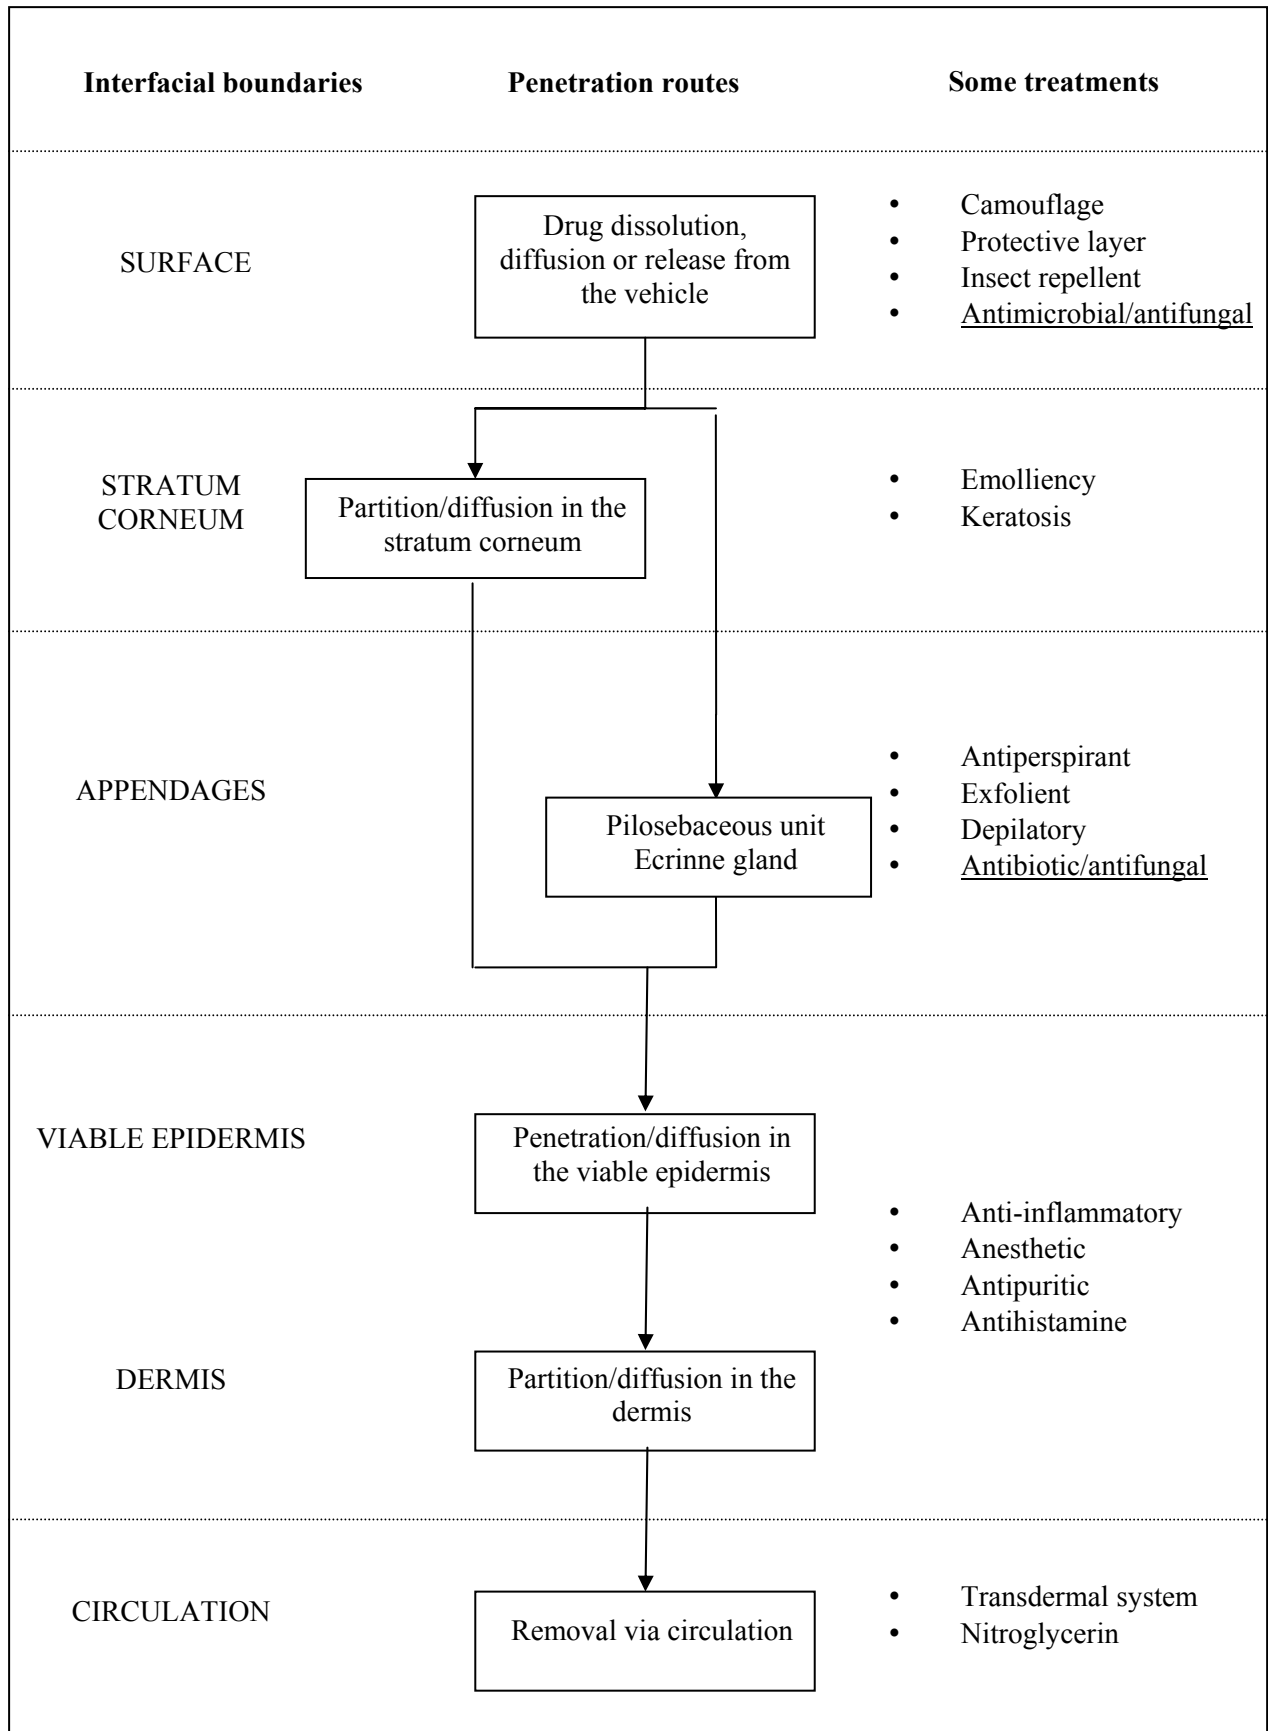 Interfacial boundaries Penetration routes Some treatments
SURFACE
Drug dissolution,
diffusion or release from
the vehicle
• Camouflage
• Protective layer
• Insect repellent
• Antimicrobial/antifungal
STRATUM
CORNEUM
Partition/diffusion in the
stratum corneum
• Emolliency
• Keratosis
APPENDAGES
Pilosebaceous unit
Ecrinne gland
• Antiperspirant
• Exfolient
• Depilatory
• Antibiotic/antifungal
VIABLE EPIDERMIS
Penetration/diffusion in
the viable epidermis
• Anti-inflammatory
• Anesthetic
• Antipuritic
• Antihistamine
DERMIS
Partition/diffusion in the
dermis
CIRCULATION
Removal via circulation
• Transdermal system
• Nitroglycerin